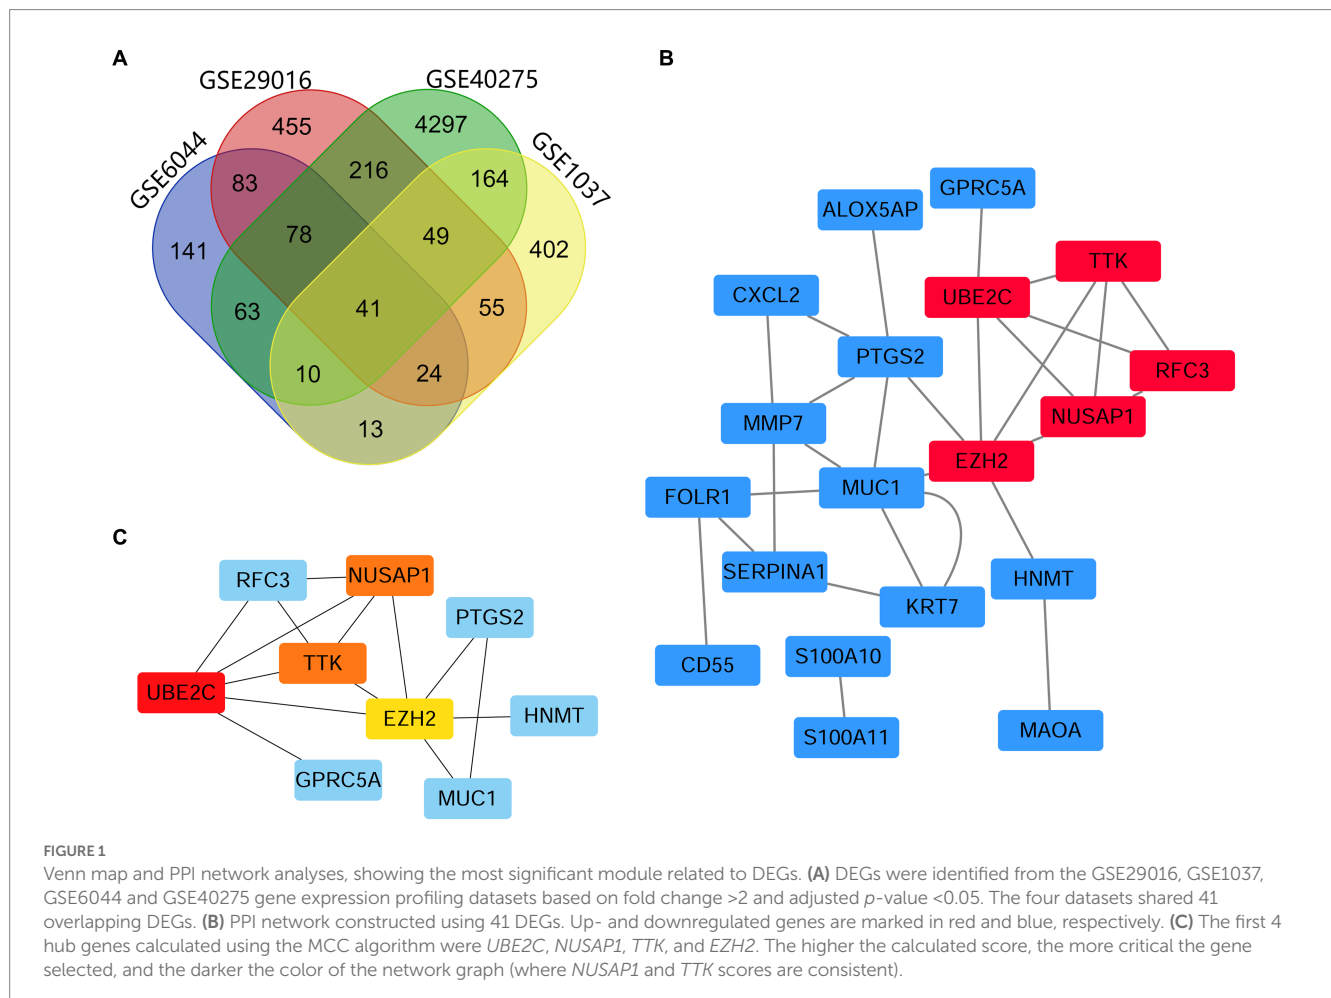 A
GSE29016
GSE40275
GSE6044
GSE1037
455
4297
83
216
164
141
78
49
402
63
41
55
10
24
13
B
GPRC5A
ALOX5AP
TTK
CXCL2
UBE2C
PTGS2
RFC3
MMP7
NUSAP1
EZH2
FOLR1
MUC1
SERPINA1
HNMT
KRT7
CD55
S100A10
S100A11
MAOA
C
RFC3
NUSAP1
PTGS2
TTK
UBE2C
EZH2
HNMT
GPRC5A
MUC1
FIGURE 1
Venn map and PPI network analyses, showing the most significant module related to DEGs. (A) DEGs were identified from the GSE29016, GSE1037,
GSE6044 and GSE40275 gene expression profiling datasets based on fold change >2 and adjusted p-value <0.05. The four datasets shared 41
overlapping DEGs. (B) PPI network constructed using 41 DEGs. Up- and downregulated genes are marked in red and blue, respectively. (C) The first 4
hub genes calculated using the MCC algorithm were UBE2C, NUSAP1, TTK, and EZH2. The higher the calculated score, the more critical the gene
selected, and the darker the color of the network graph (where NUSAP1 and TTK scores are consistent).